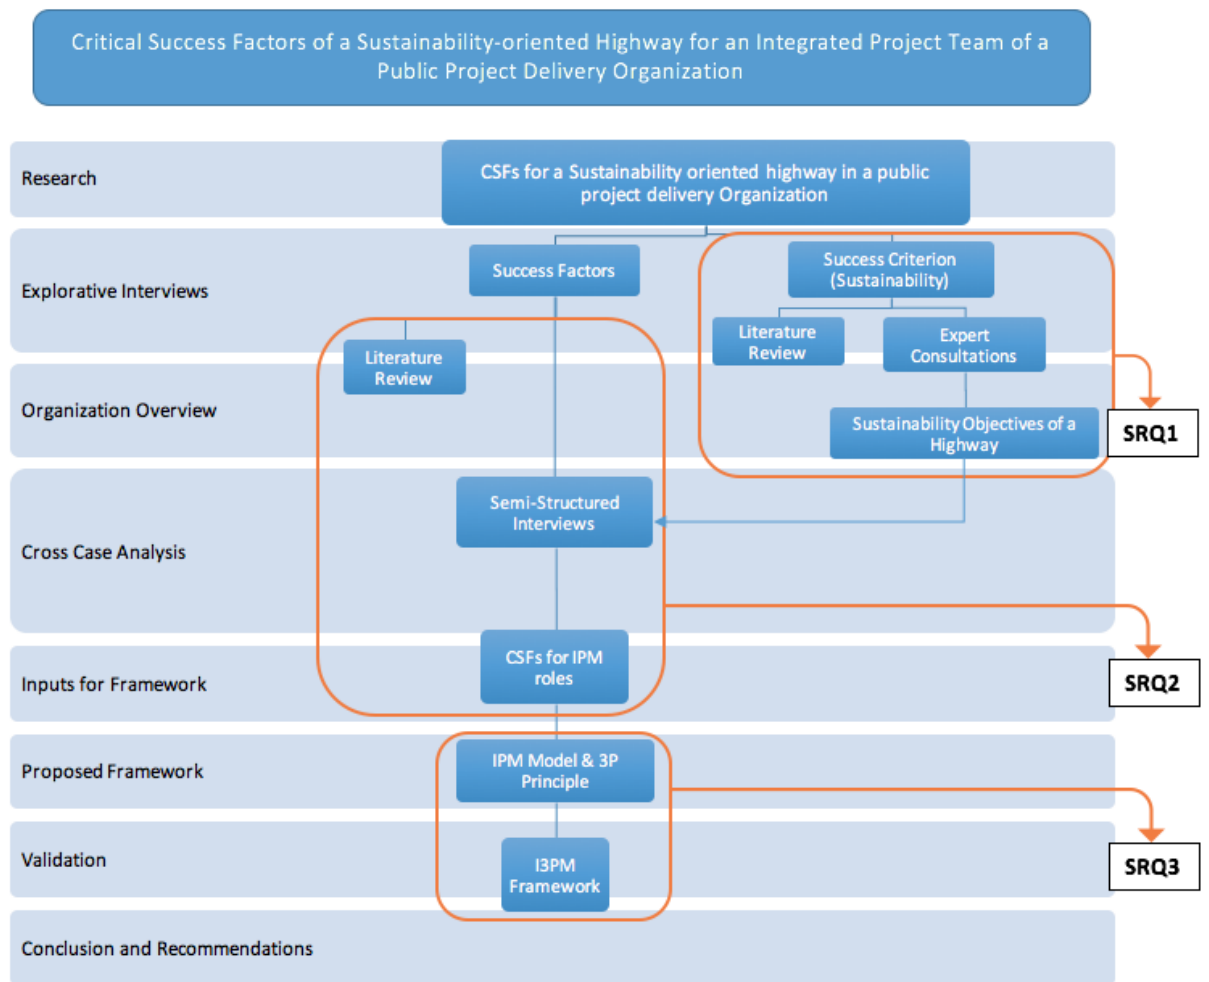 Critical Success Factors of a Sustainability-oriented Highway for an Integrated Project Team of a
Public Project Delivery Organization
Research
CSFs for a Sustainability oriented highway in a public
project delivery Organization
Explorative Interviews
Success Factors
Success Criterion
(Sustainability)
Literature
Review
Literature
Review
Expert
Consultations
Organization Overview
Sustainability Objectives of a
Highway
SRQ1
Cross Case Analysis
Semi-Structured
Interviews
Inputs for Framework
CSFs for IPM
roles
SRQ2
Proposed Framework
IPM Model & 3P
Principle
Validation
I3PM
Framework
SRQ3
Conclusion and Recommendations